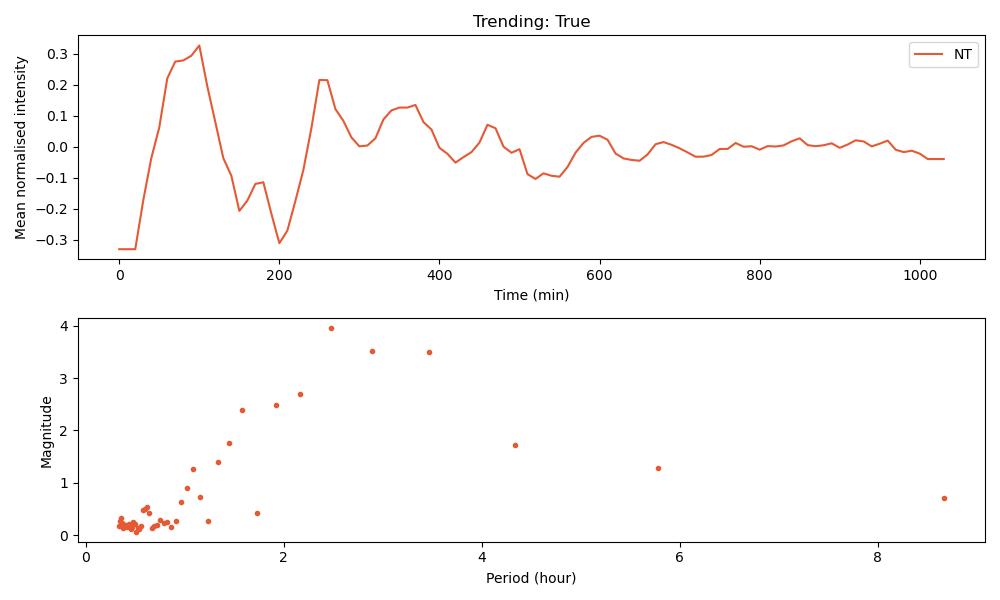 Trending: True
Mean normalised intensity
0.3
0.2
0.1
0.0
−0.1
−0.2
−0.3
NT
0 200 400 600 800 1000
Time (min)
Magnitude
4
3
2
1
0
0 2 4 6 8
Period (hour)